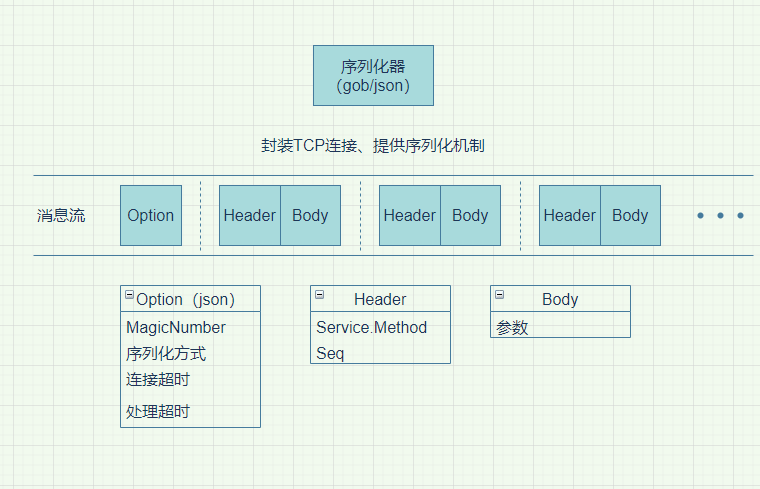 序列化器
（gob/json）
封装TCP连接、提供序列化机制
消息流
Option
Header
Body
Header
Body
Header
Body
Option（json）
MagicNumber
序列化方式
连接超时
处理超时
Header
Service.Method
Seq
Body
参数